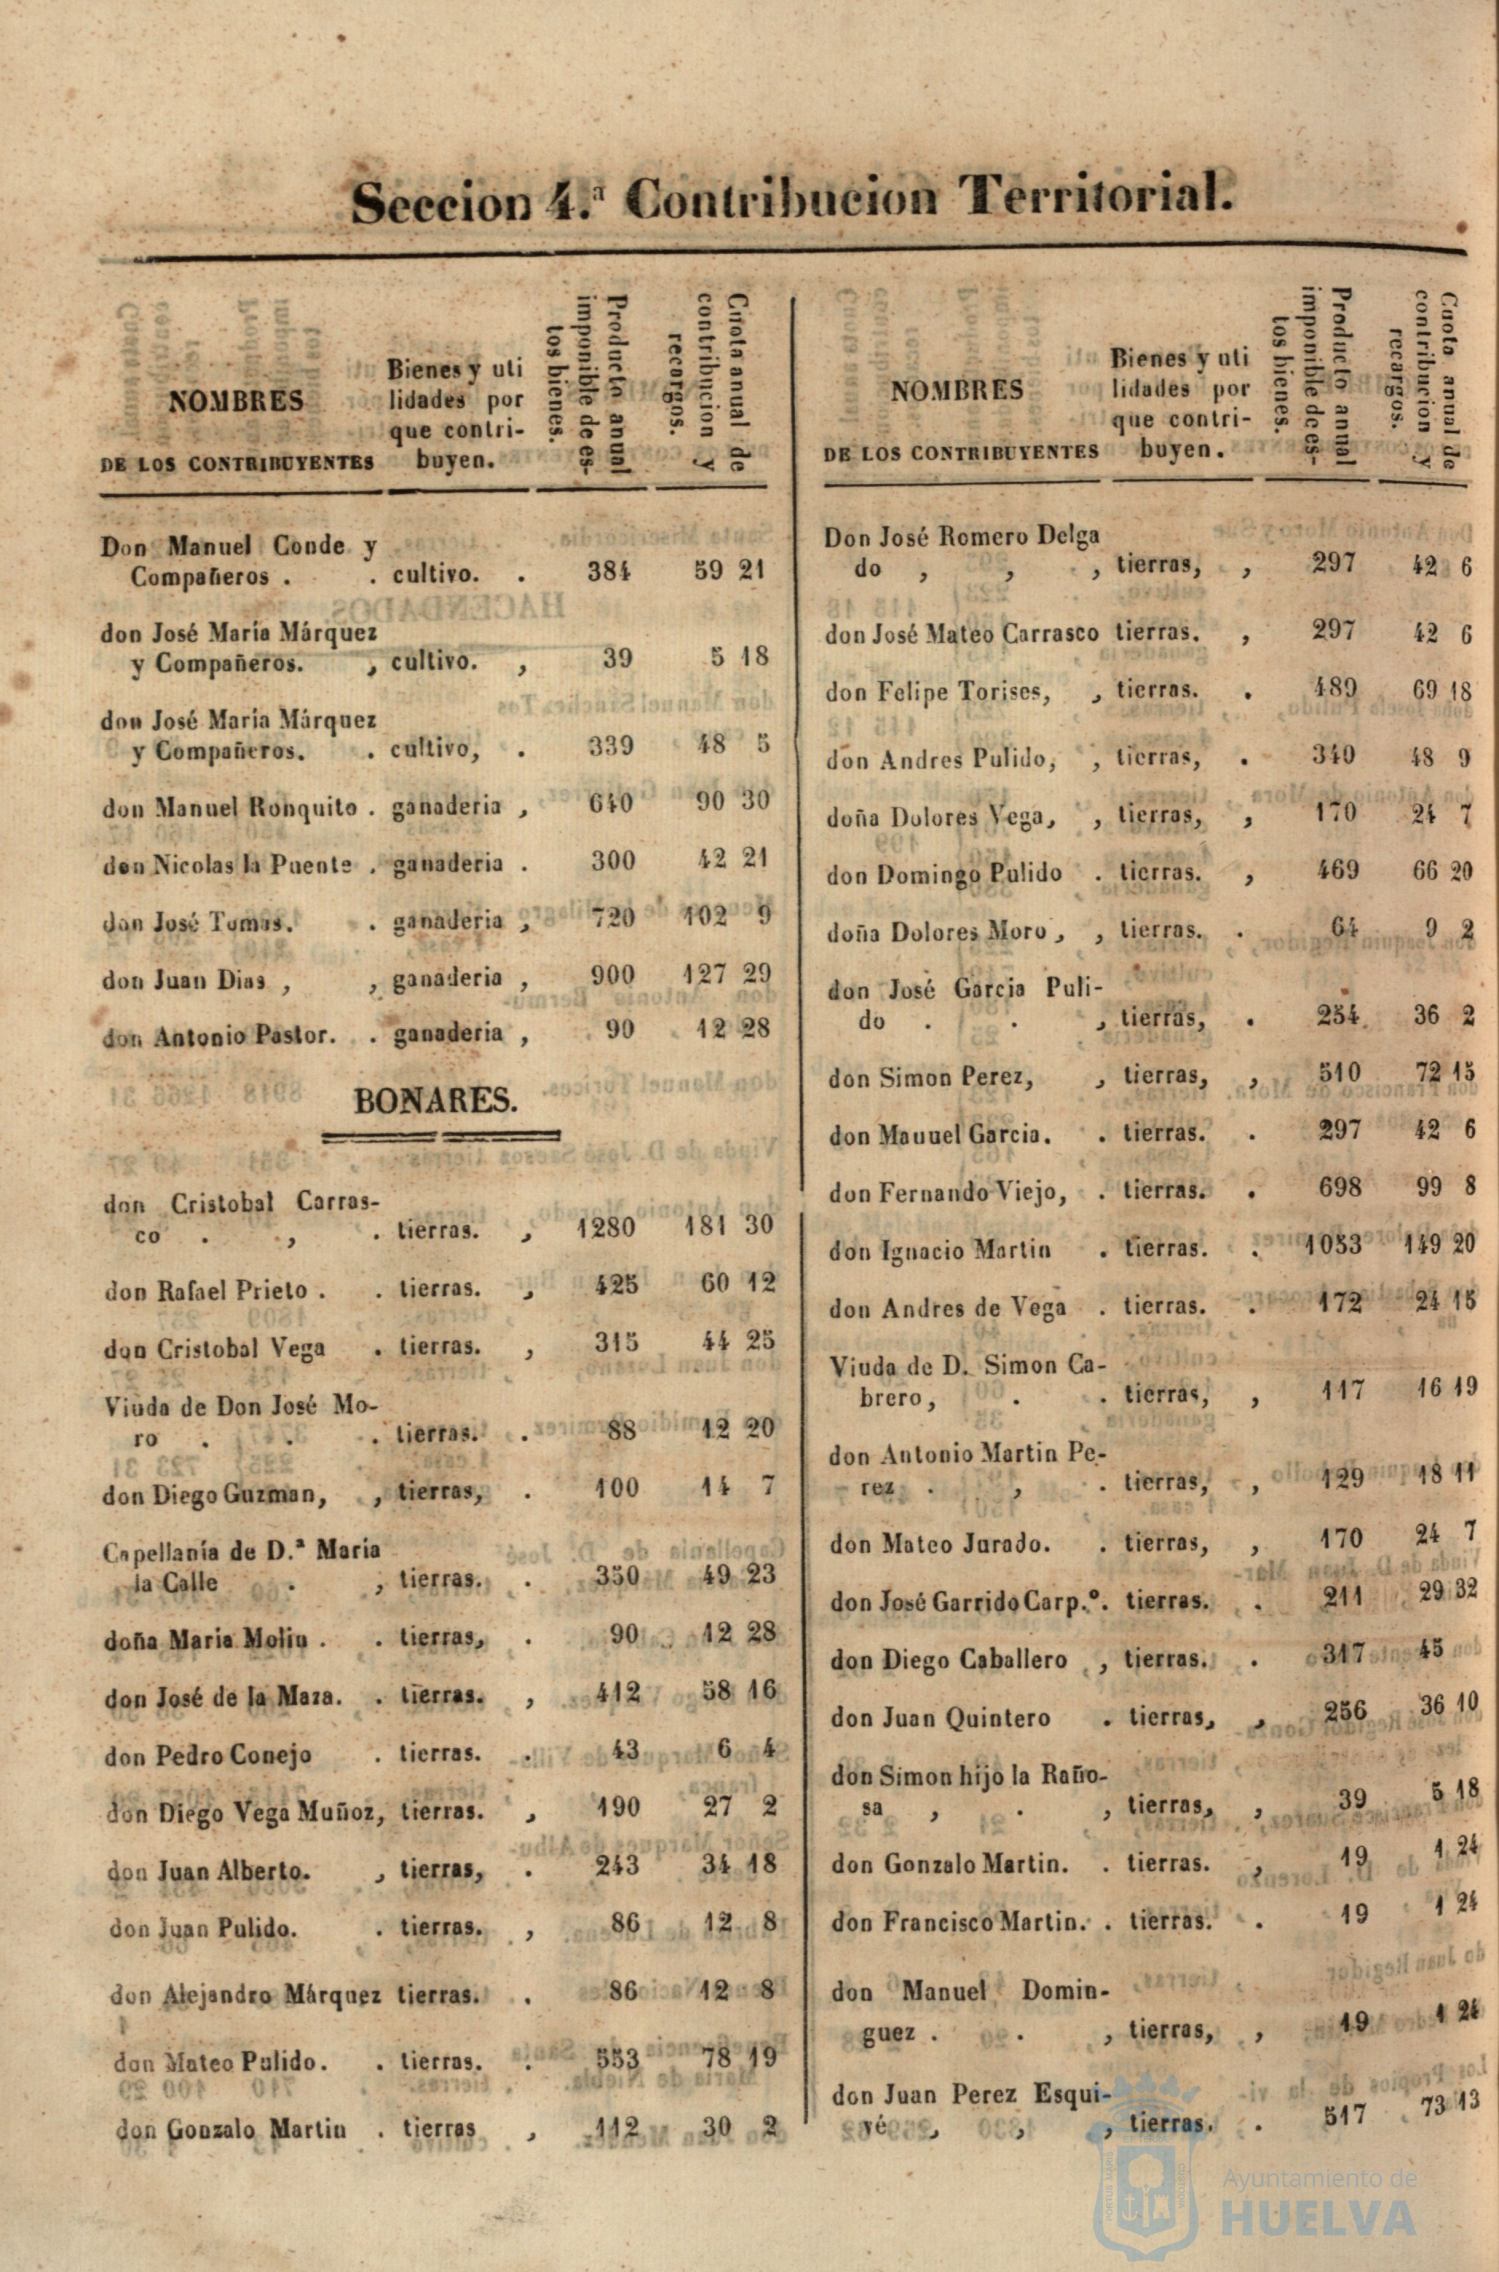 Seccion 4.ª Contribucion Territorial.
NOMBRES
DE LOS CONTRIBUYENTES
Bienes y uti
lidades por
que contri-
buyen.
Producto anual
imponible de es-
tos bienes.
Cuota anual de
contribucion y
recargos.
Don Manuel Conde y
Compañeros . . cultivo. . 384 59 21
don José María Márquez
y Compañeros. , cultivo. , 39 5 18
don José María Márquez
y Compañeros. . cultivo, . 339 48 5
don Manuel Ronquito . ganaderia , 640 90 30
don Nicolas la Puente . ganaderia . 300 42 21
don José Tomas. . ganaderia , 720 102 9
don Juan Dias , , ganaderia , 900 127 29
don Antonio Pastor. . ganaderia , 90 12 28
BONARES.
don Cristobal Carras-
co . , . tierras. , 1280 181 30
don Rafael Prieto . . tierras. , 425 60 12
don Cristobal Vega . tierras. , 315 44 25
Viuda de Don José Mo-
ro . . . tierras. . 88 12 20
don Diego Guzman, , tierras, . 100 14 7
Capellanía de D.ª María
la Calle . , tierras. . 350 49 23
doña Maria Molin . . tierras, . 90 12 28
don José de la Maza. . tierras. , 412 58 16
don Pedro Conejo . tierras. . 43 6 4
don Diego Vega Muñoz, tierras. , 190 27 2
don Juan Alberto. , tierras, . 243 34 18
don Juan Pulido. . tierras. , 86 12 8
don Alejandro Márquez tierras. . 86 12 8
don Mateo Pulido. . tierras. . 553 78 19
don Gonzalo Martin . tierras , 112 30 2
NOMBRES
DE LOS CONTRIBUYENTES
Bienes y uti
lidades por
que contri-
buyen.
Producto anual
imponible de es-
tos bienes.
Cuota anual de
contribucion y
recargos.
Don José Romero Delga
do , , , tierras, , 297 42 6
don José Mateo Carrasco tierras. , 297 42 6
don Felipe Torises, , tierras. . 489 69 18
don Andres Pulido, , tierras, . 340 48 9
doña Dolores Vega, , tierras, , 170 24 7
don Domingo Pulido . tierras. , 469 66 20
doña Dolores Moro , , tierras. . 64 9 2
don José Garcia Puli-
do . . , tierras, . 254 36 2
don Simon Perez, , tierras, , 510 72 15
don Mauuel Garcia. . tierras. . 297 42 6
don Fernando Viejo, . tierras. . 698 99 8
don Ignacio Martin . tierras. . 1053 149 20
don Andres de Vega . tierras. . 172 24 15
Viuda de D. Simon Ca-
brero, . . tierras, , 117 16 19
don Antonio Martin Pe-
rez . , . tierras, , 129 18 11
don Mateo Jurado. . tierras, , 170 24 7
don José Garrido Carp.º. tierras. . 211 29 32
don Diego Caballero , tierras. . 317 45
don Juan Quintero . tierras, , 256 36 10
don Simon hijo la Raño-
sa , . , tierras, , 39 5 18
don Gonzalo Martin. . tierras. , 19 1 24
don Francisco Martin. . tierras. . 19 1 24
don Manuel Domin-
guez . . , tierras, , 19 1 24
don Juan Perez Esqui-
vé , , , tierras. . 517 73 13
Ayuntamiento de
HUELVA